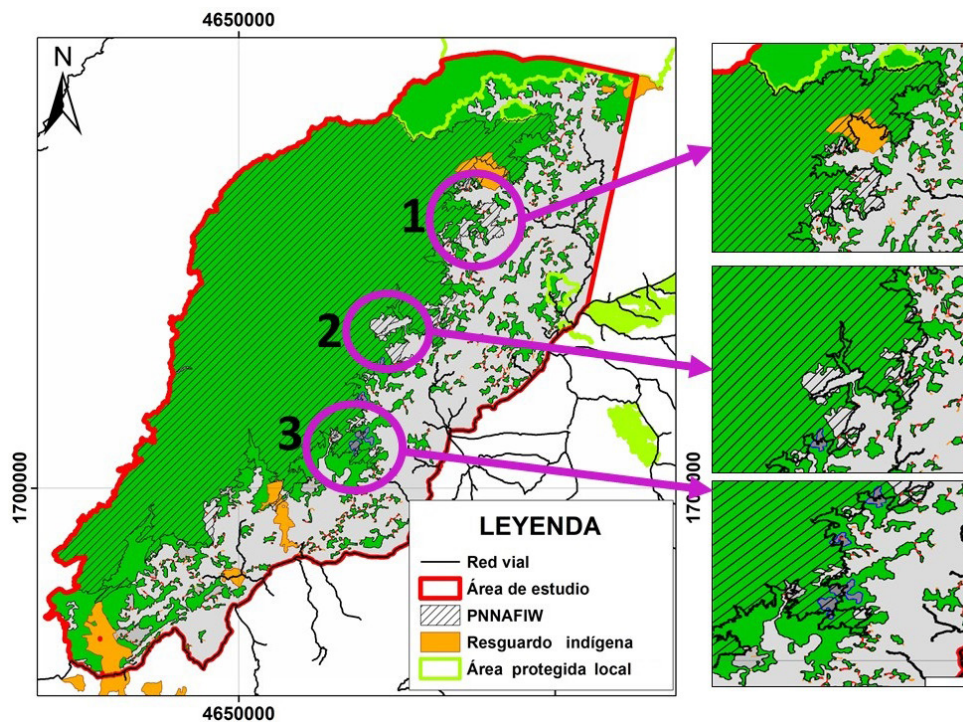 4650000
N
1
2
3
1700000
1700000
LEYENDA
Red vial
Área de estudio
PNNAFIW
Resguardo indígena
Área protegida local
4650000